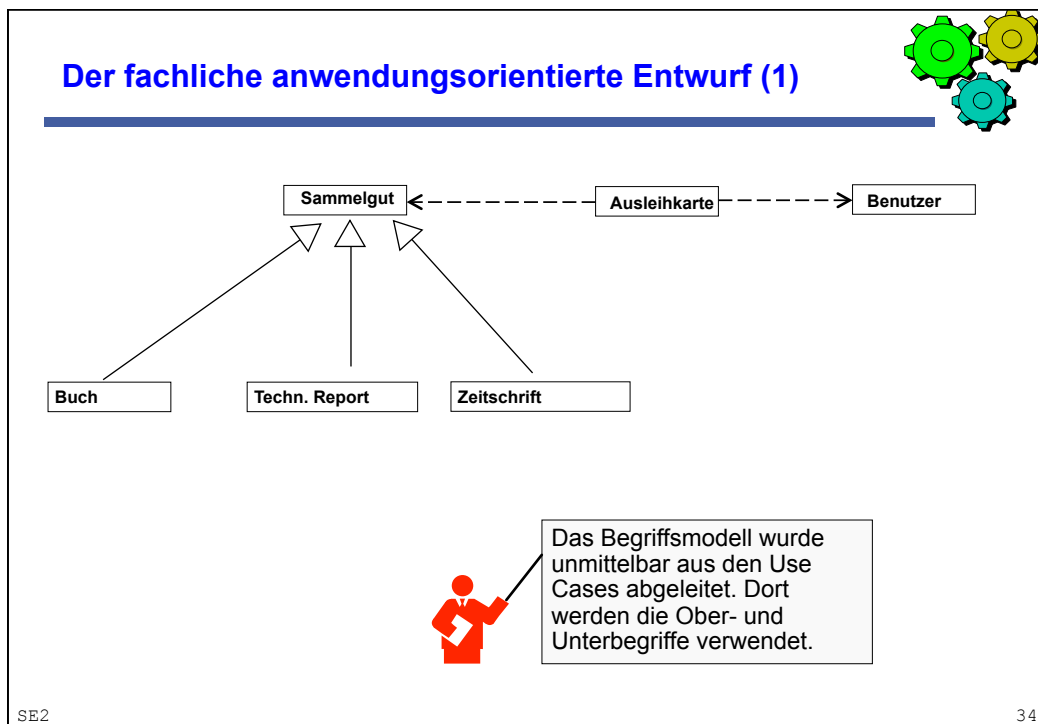 Der fachliche anwendungsorientierte Entwurf (1)
Sammelgut
Ausleihkarte
Benutzer
Buch
Techn. Report
Zeitschrift
Das Begriffsmodell wurde
unmittelbar aus den Use
Cases abgeleitet. Dort
werden die Ober- und
Unterbegriffe verwendet.
SE2
34